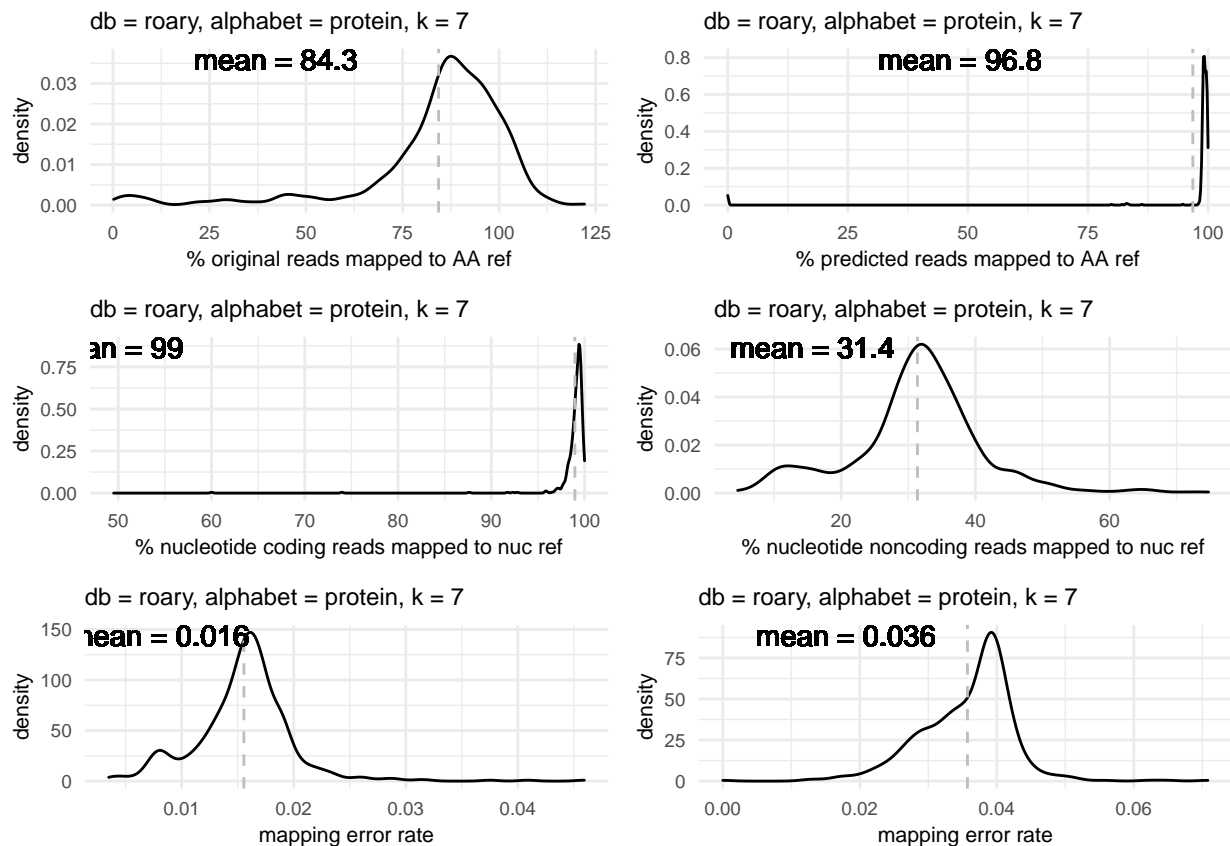 db = roary, alphabet = protein, k = 7
mean = 84.3
0.03
0.02
0.01
0.00
density
0 25 50 75 100 125
% original reads mapped to AA ref
db = roary, alphabet = protein, k = 7
mean = 96.8
0.8
0.6
0.4
0.2
0.0
density
0 25 50 75 100
% predicted reads mapped to AA ref
db = roary, alphabet = protein, k = 7
an = 99
0.75
0.50
0.25
0.00
density
50 60 70 80 90 100
% nucleotide coding reads mapped to nuc ref
db = roary, alphabet = protein, k = 7
mean = 31.4
0.06
0.04
0.02
0.00
density
20 40 60
% nucleotide noncoding reads mapped to nuc ref
db = roary, alphabet = protein, k = 7
mean = 0.016
150
100
50
0
density
0.01 0.02 0.03 0.04
mapping error rate
db = roary, alphabet = protein, k = 7
mean = 0.036
75
50
25
0
density
0.00 0.02 0.04 0.06
mapping error rate